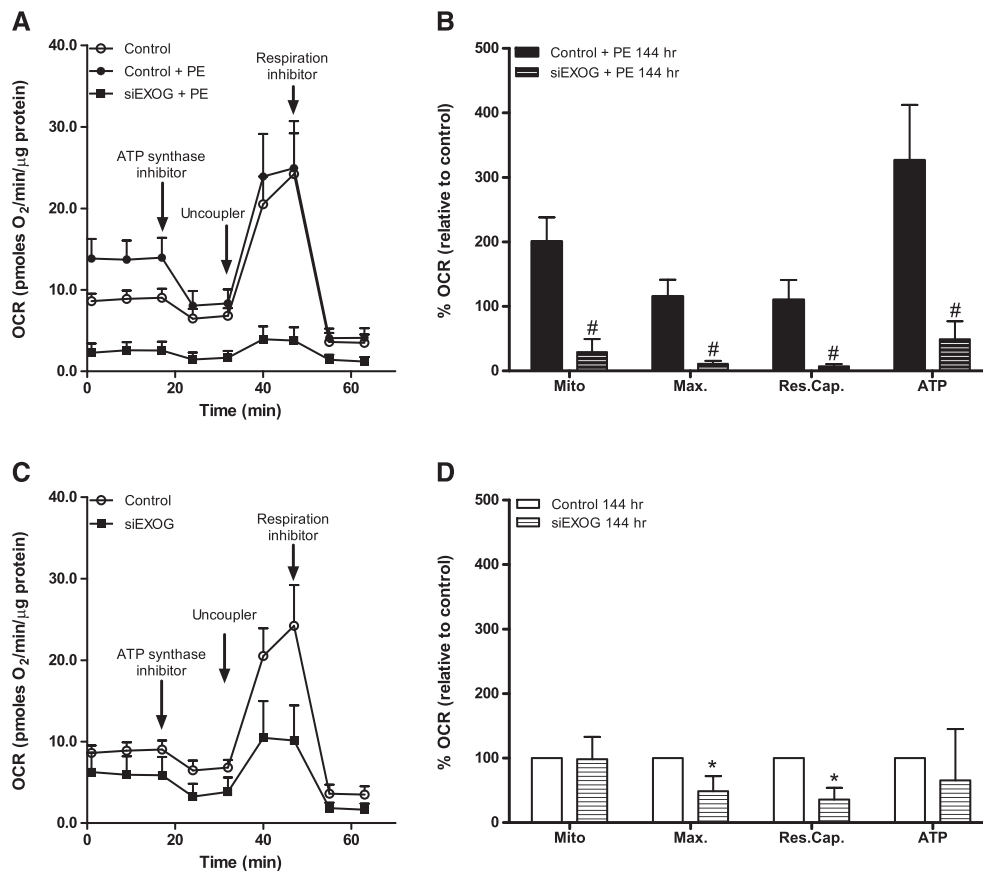 A
Control
Control + PE
siEXOG + PE
Respiration
inhibitor
ATP synthase
inhibitor
Uncoupler
OCR (pmoles O2/min/µg protein)
40.0
30.0
20.0
10.0
0.0
0 20 40 60
Time (min)
B
Control + PE 144 hr
siEXOG + PE 144 hr
% OCR (relative to control)
500
400
300
200
100
0
# # # #
Mito Max. Res.Cap. ATP
C
Control
siEXOG
Respiration
inhibitor
Uncoupler
ATP synthase
inhibitor
OCR (pmoles O2/min/µg protein)
40.0
30.0
20.0
10.0
0.0
0 20 40 60
Time (min)
D
Control 144 hr
siEXOG 144 hr
% OCR (relative to control)
500
400
300
200
100
0
* *
Mito Max. Res.Cap. ATP